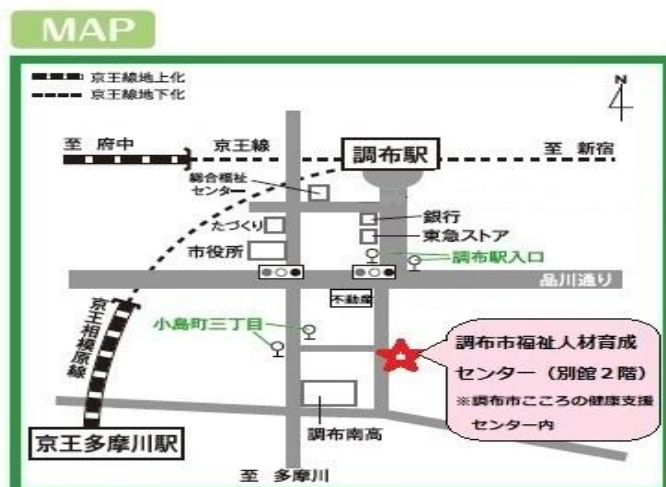 MAP
京王線地上化
京王線地下化
N
至 府中
京王線
調布駅
至 新宿
総合福祉
センター
銀行
たづくり
東急ストア
市役所
調布駅入口
品川通り
不動産
京王相模原線
小島町三丁目
調布市福祉人材育成
センター（別館２階）
※調布市こころの健康支援
センター内
調布南高
京王多摩川駅
至 多摩川